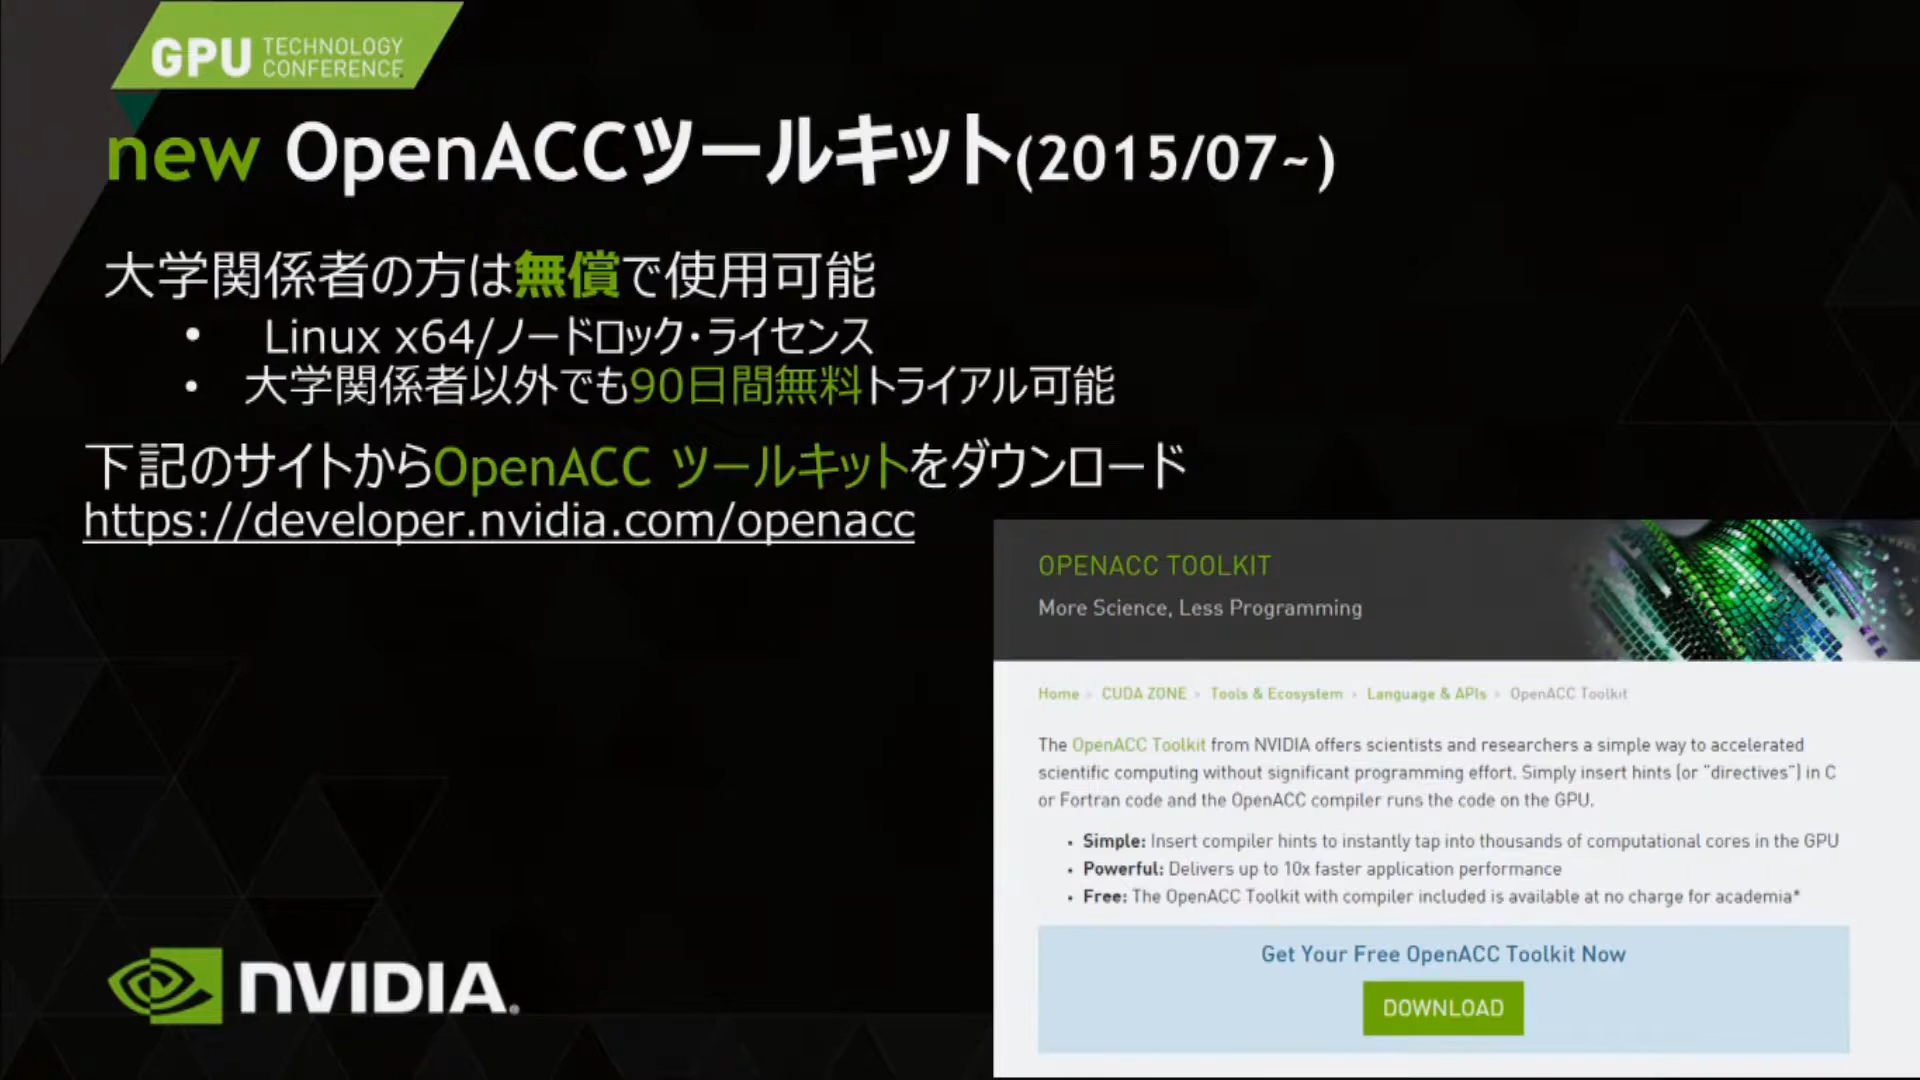 GPU TECHNOLOGY CONFERENCE
new OpenACCツールキット(2015/07~)
大学関係者の方は無償で使用可能
• Linux x64/ノードロック・ライセンス
• 大学関係者以外でも90日間無料トライアル可能
下記のサイトからOpenACC ツールキットをダウンロード
https://developer.nvidia.com/openacc
OPENACC TOOLKIT
More Science, Less Programming
Home > CUDA ZONE > Tools & Ecosystem > Language & APIs > OpenACC Toolkit
The OpenACC Toolkit from NVIDIA offers scientists and researchers a simple way to accelerated
scientific computing without significant programming effort. Simply insert hints (or "directives") in C
or Fortran code and the OpenACC compiler runs the code on the GPU.
• Simple: Insert compiler hints to instantly tap into thousands of computational cores in the GPU
• Powerful: Delivers up to 10x faster application performance
• Free: The OpenACC Toolkit with compiler included is available at no charge for academia*
Get Your Free OpenACC Toolkit Now
DOWNLOAD
NVIDIA.